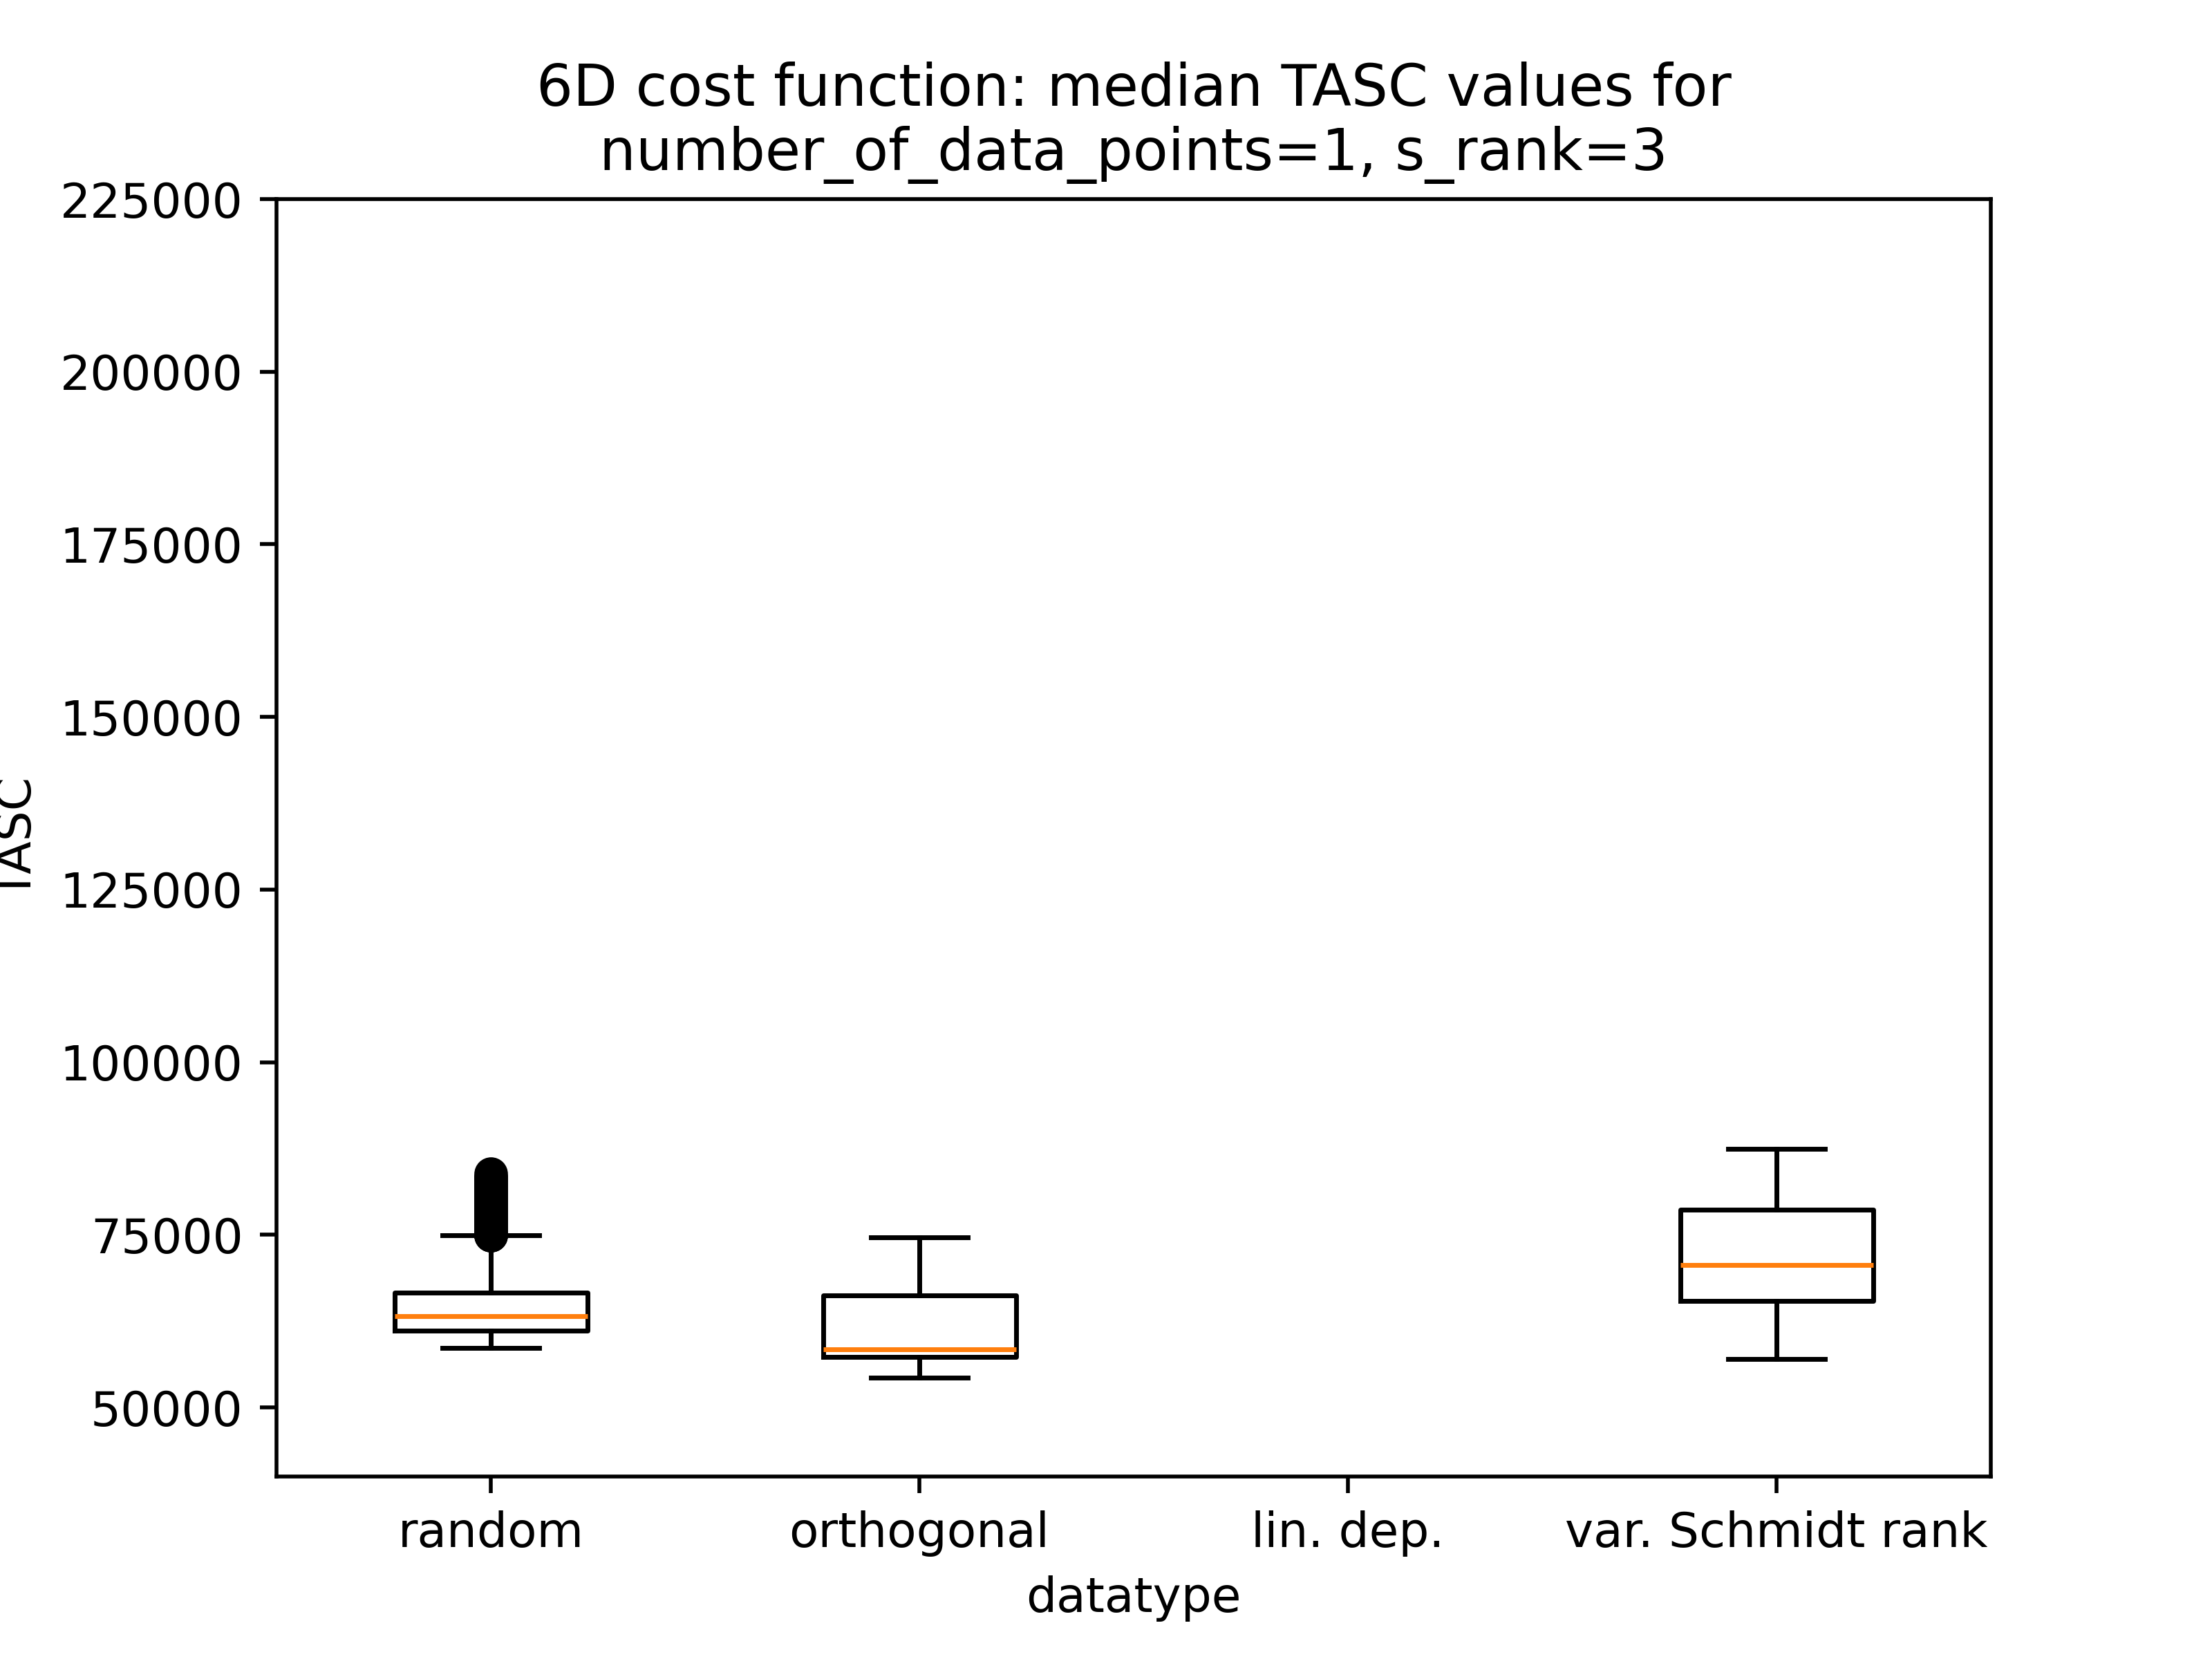 6D cost function: median TASC values for
number_of_data_points=1, s_rank=3
225000
200000
175000
150000
125000
100000
75000
50000
TASC
random
orthogonal
lin. dep.
var. Schmidt rank
datatype